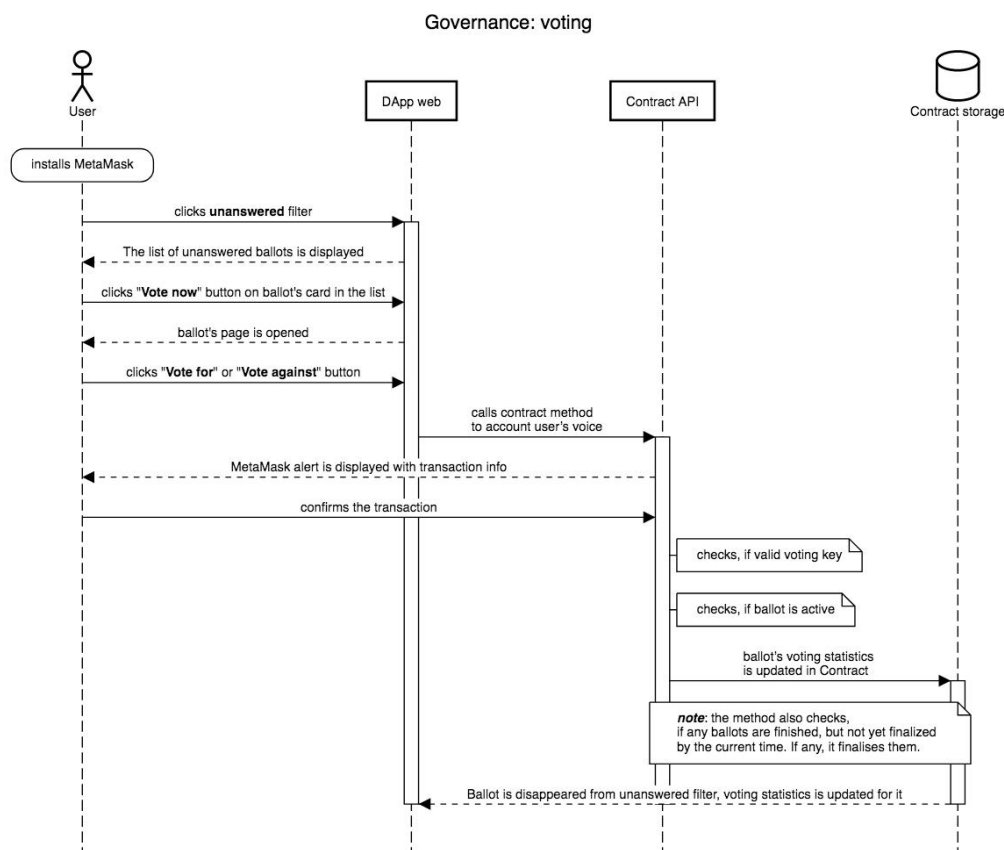 Governance: voting
User
DApp web
Contract API
Contract storage
installs MetaMask
clicks unanswered filter
The list of unanswered ballots is displayed
clicks "Vote now" button on ballot's card in the list
ballot's page is opened
clicks "Vote for" or "Vote against" button
calls contract method
to account user's voice
MetaMask alert is displayed with transaction info
confirms the transaction
checks, if valid voting key
checks, if ballot is active
ballot's voting statistics
is updated in Contract
note: the method also checks,
if any ballots are finished, but not yet finalized
by the current time. If any, it finalises them.
Ballot is disappeared from unanswered filter, voting statistics is updated for it